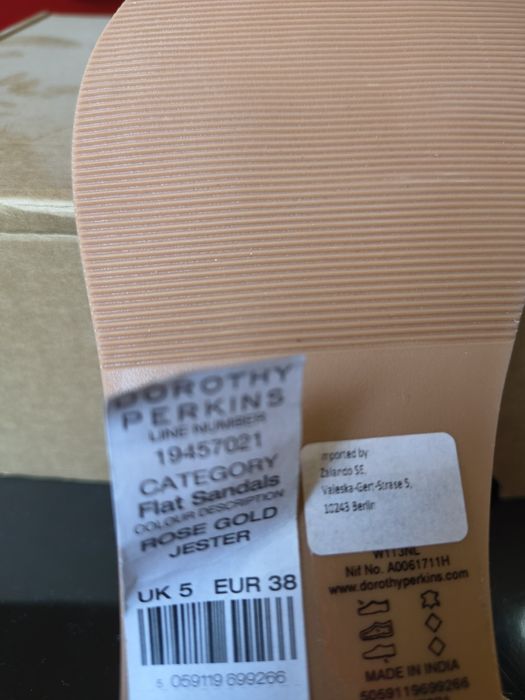 DOROTHY
PERKINS
LINE NUMBER
19457021
CATEGORY
Flat Sandals
COLOUR DESCRIPTION
ROSE GOLD
JESTER
UK 5 EUR 38
5 059119 699266
Imported by
Zalando SE,
Valeska-Gert-Strase 5,
10243 Berlin
W113NL
Nif No. A0061711H
www.dorothyperkins.com
MADE IN INDIA
5059119699266